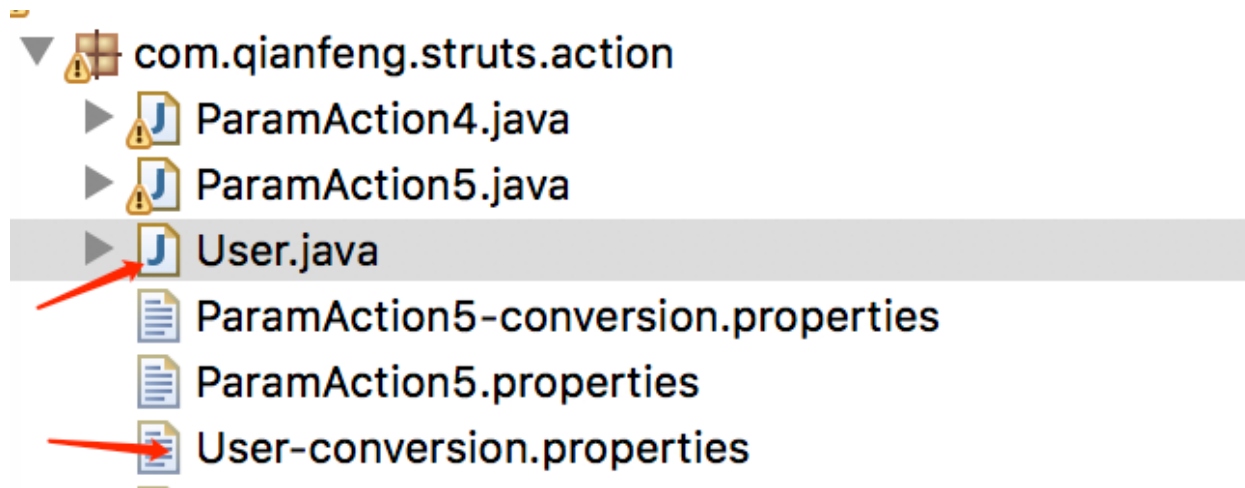 com.qianfeng.struts.action
ParamAction4.java
ParamAction5.java
User.java
ParamAction5-conversion.properties
ParamAction5.properties
User-conversion.properties